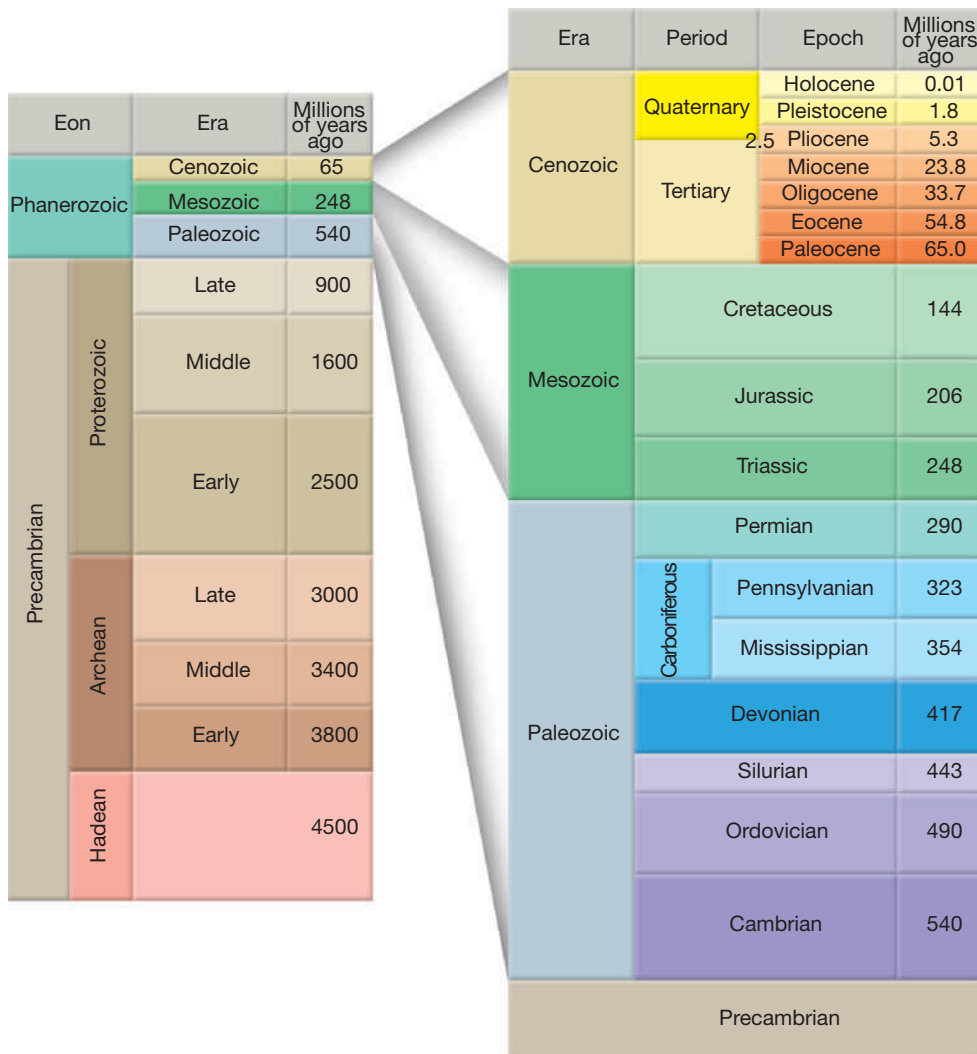 Eon
Era
Millions
of years
ago
Phanerozoic
Cenozoic
65
Mesozoic
248
Paleozoic
540
Precambrian
Proterozoic
Late
900
Middle
1600
Early
2500
Archean
Late
3000
Middle
3400
Early
3800
Hadean
4500
Era
Period
Epoch
Millions
of years
ago
Cenozoic
Quaternary
Holocene
0.01
Pleistocene
1.8
2.5
Pliocene
5.3
Tertiary
Miocene
23.8
Oligocene
33.7
Eocene
54.8
Paleocene
65.0
Mesozoic
Cretaceous
144
Jurassic
206
Triassic
248
Paleozoic
Permian
290
Carboniferous
Pennsylvanian
323
Mississippian
354
Devonian
417
Silurian
443
Ordovician
490
Cambrian
540
Precambrian